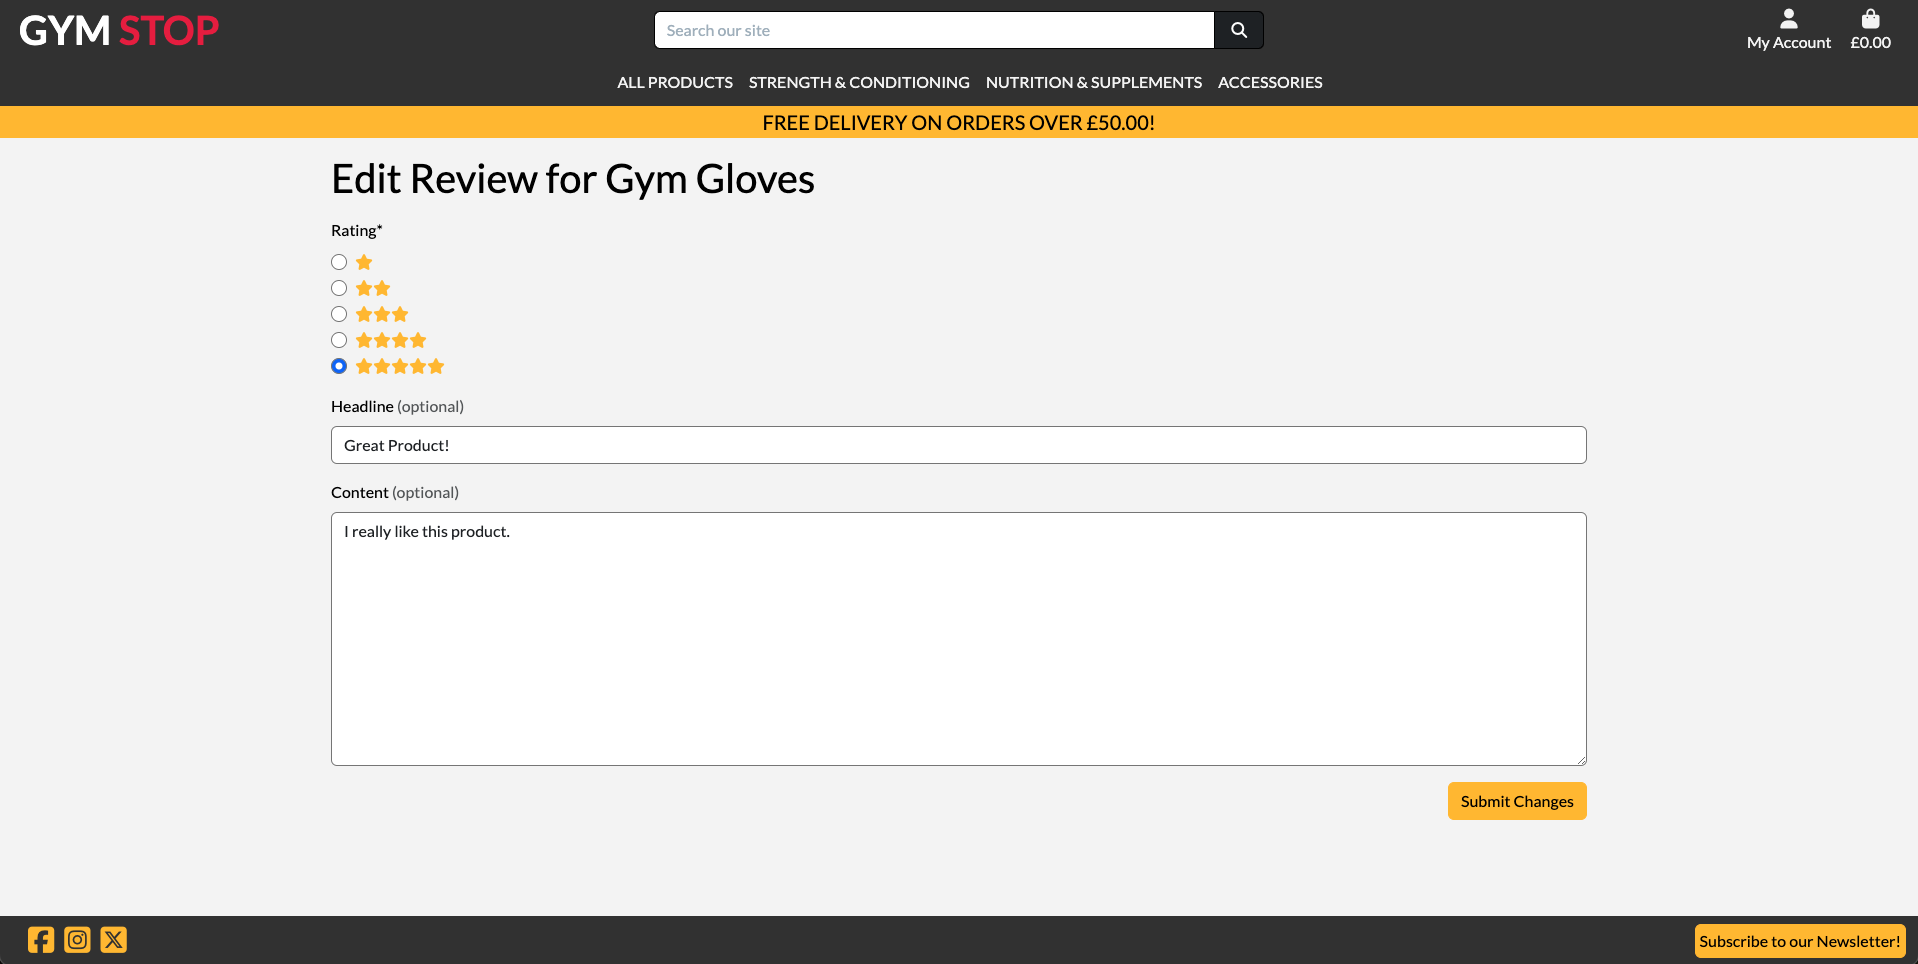 GYM STOP
Search our site
My Account
£0.00
ALL PRODUCTS STRENGTH & CONDITIONING NUTRITION & SUPPLEMENTS ACCESSORIES
FREE DELIVERY ON ORDERS OVER £50.00!
Edit Review for Gym Gloves
Rating*
Headline (optional)
Great Product!
Content (optional)
I really like this product.
Submit Changes
Subscribe to our Newsletter!